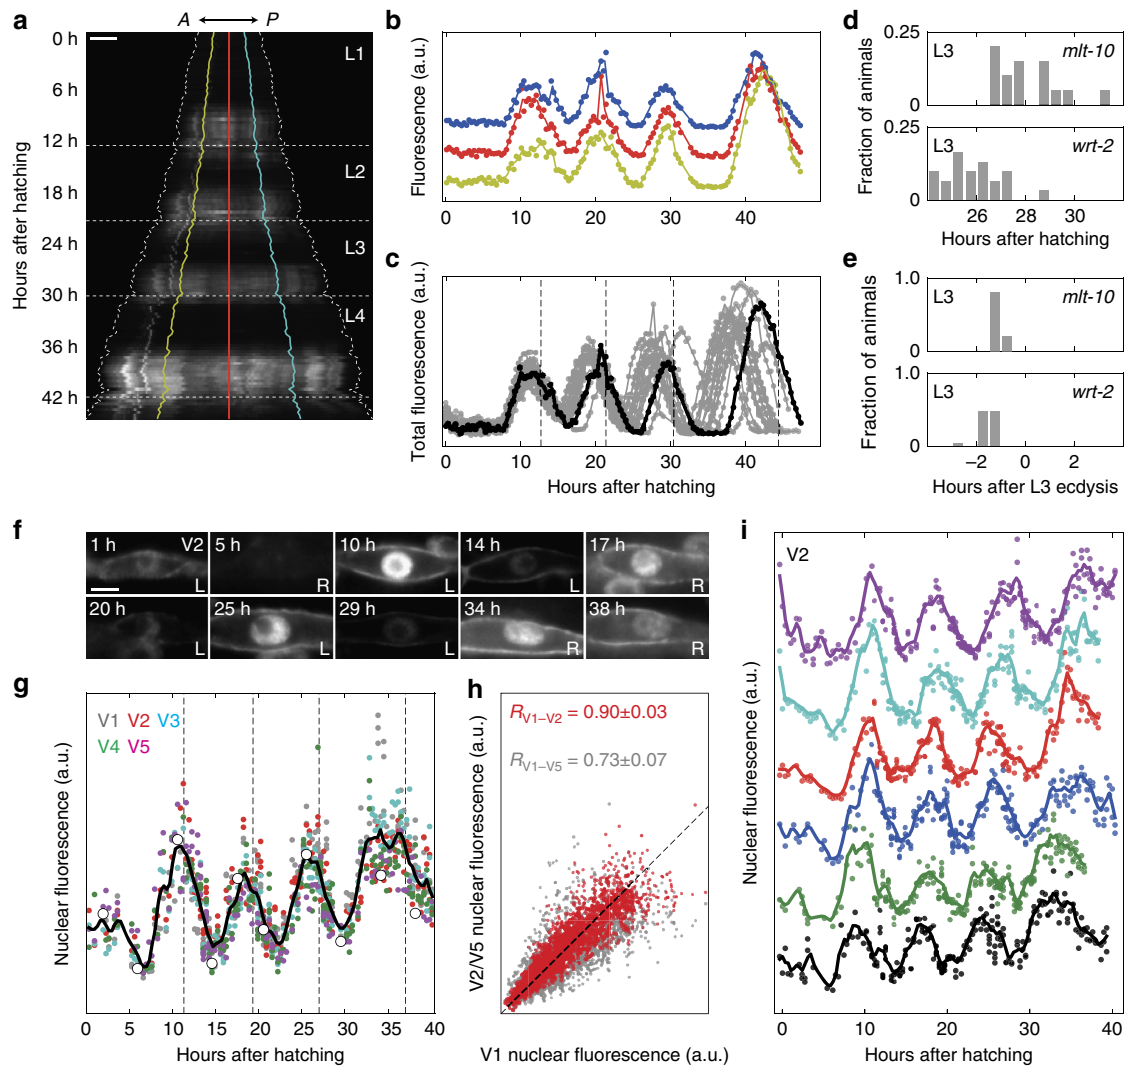 a
A
P
0 h
6 h
12 h
18 h
24 h
30 h
36 h
42 h
Hours after hatching
L1
L2
L3
L4
b
Fluorescence (a.u.)
0
10
20
30
40
c
Total fluorescence (a.u.)
0
10
20
30
40
Hours after hatching
d
Fraction of animals
0.25
0
L3
mlt-10
0.25
0
L3
wrt-2
26
28
30
Hours after hatching
e
Fraction of animals
1.0
0
L3
mlt-10
1.0
0
L3
wrt-2
−2
0
2
Hours after L3 ecdysis
f
1 h
V2
L
5 h
R
10 h
L
14 h
L
17 h
R
20 h
L
25 h
L
29 h
L
34 h
R
38 h
R
g
V1 V2 V3
V4 V5
Nuclear fluorescence (a.u.)
0
5
10
15
20
25
30
35
40
Hours after hatching
h
R V1−V2 = 0.90±0.03
R V1−V5 = 0.73±0.07
V2/V5 nuclear fluorescence (a.u.)
V1 nuclear fluorescence (a.u.)
i
V2
Nuclear fluorescence (a.u.)
0
10
20
30
40
Hours after hatching